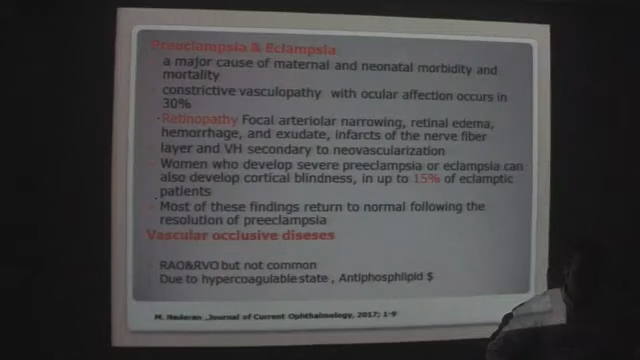 Preeclampsia & Eclampsia
a major cause of maternal and neonatal morbidity and
mortality
constrictive vasculopathy with ocular affection occurs in
30%
Retinopathy Focal arteriolar narrowing, retinal edema,
hemorrhage, and exudate, infarcts of the nerve fiber
layer and VH secondary to neovascularization
Women who develop severe preeclampsia or eclampsia can
also develop cortical blindness, in up to 15% of eclamptic
patients
Most of these findings return to normal following the
resolution of preeclampsia
Vascular occlusive diseses
RAO&RVO but not common
Due to hypercoagulable state , Antiphsphlipid $
M. Naderan ,Journal of Current Ophthalmology, 2017; 1-9